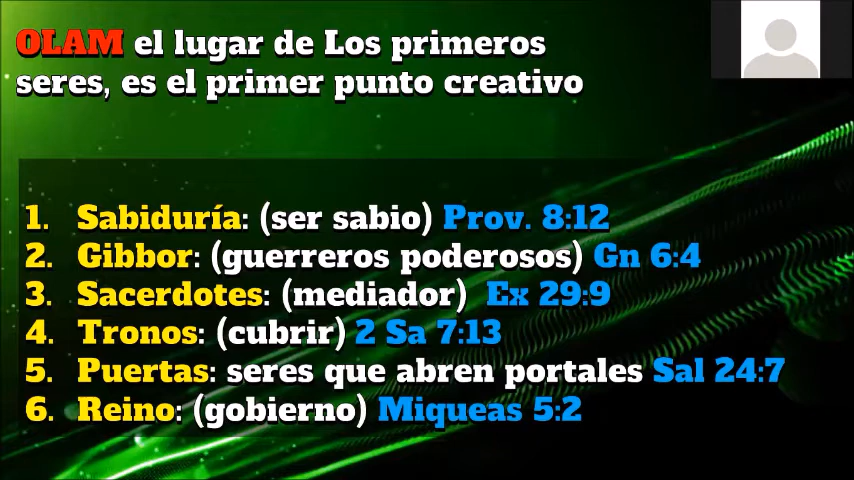 OLAM el lugar de Los primeros
seres, es el primer punto creativo
1. Sabiduría: (ser sabio) Prov. 8:12
2. Gibbor: (guerreros poderosos) Gn 6:4
3. Sacerdotes: (mediador) Ex 29:9
4. Tronos: (cubrir) 2 Sa 7:13
5. Puertas: seres que abren portales Sal 24:7
6. Reino: (gobierno) Miqueas 5:2